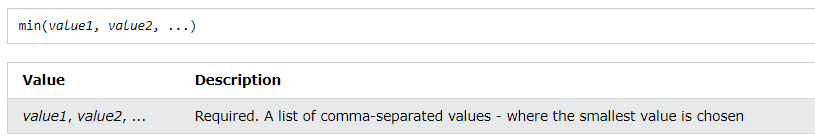 min(value1, value2, ...)
Value Description
value1, value2, ... Required. A list of comma-separated values - where the smallest value is chosen